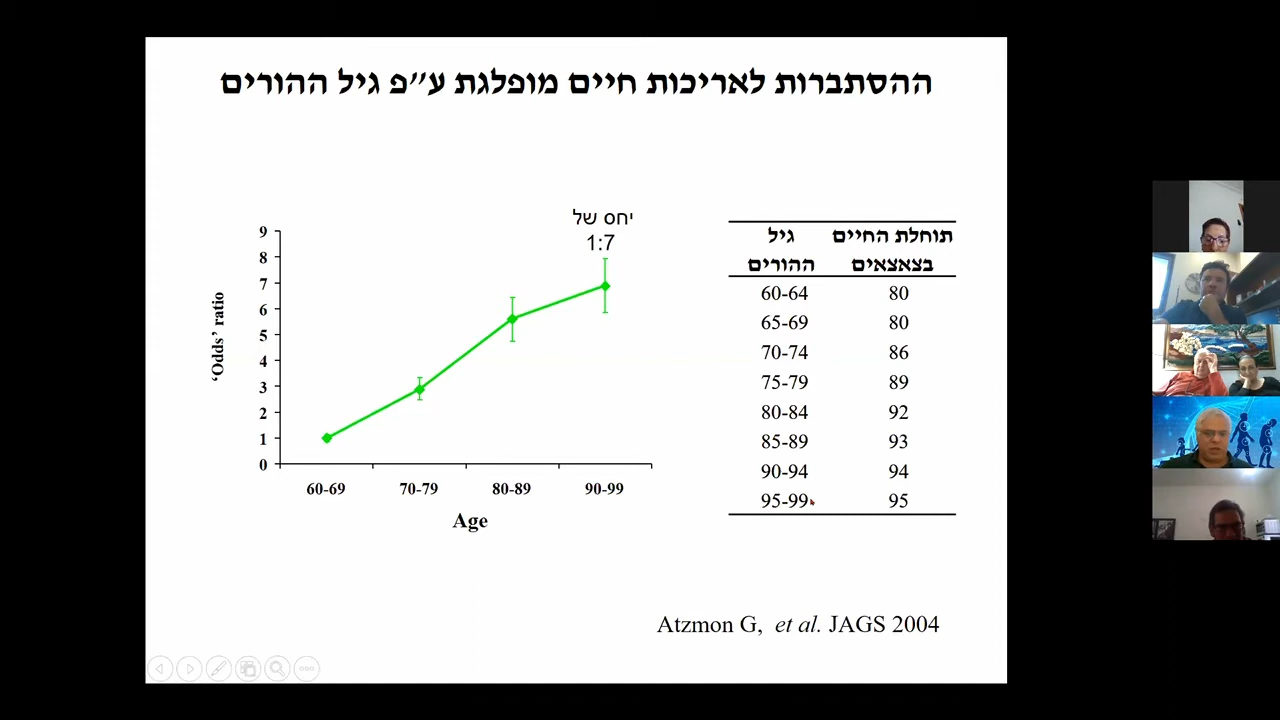 ההסתברות לאריכות חיים מופלגת ע״פ גיל ההורים
יחס של
1:7
9
8
7
6
5
4
3
2
1
0
‘Odds’ ratio
60-69 70-79 80-89 90-99
Age
גיל ההורים תוחלת החיים בצאצאים
60-64 80
65-69 80
70-74 86
75-79 89
80-84 92
85-89 93
90-94 94
95-99 95
Atzmon G, et al. JAGS 2004